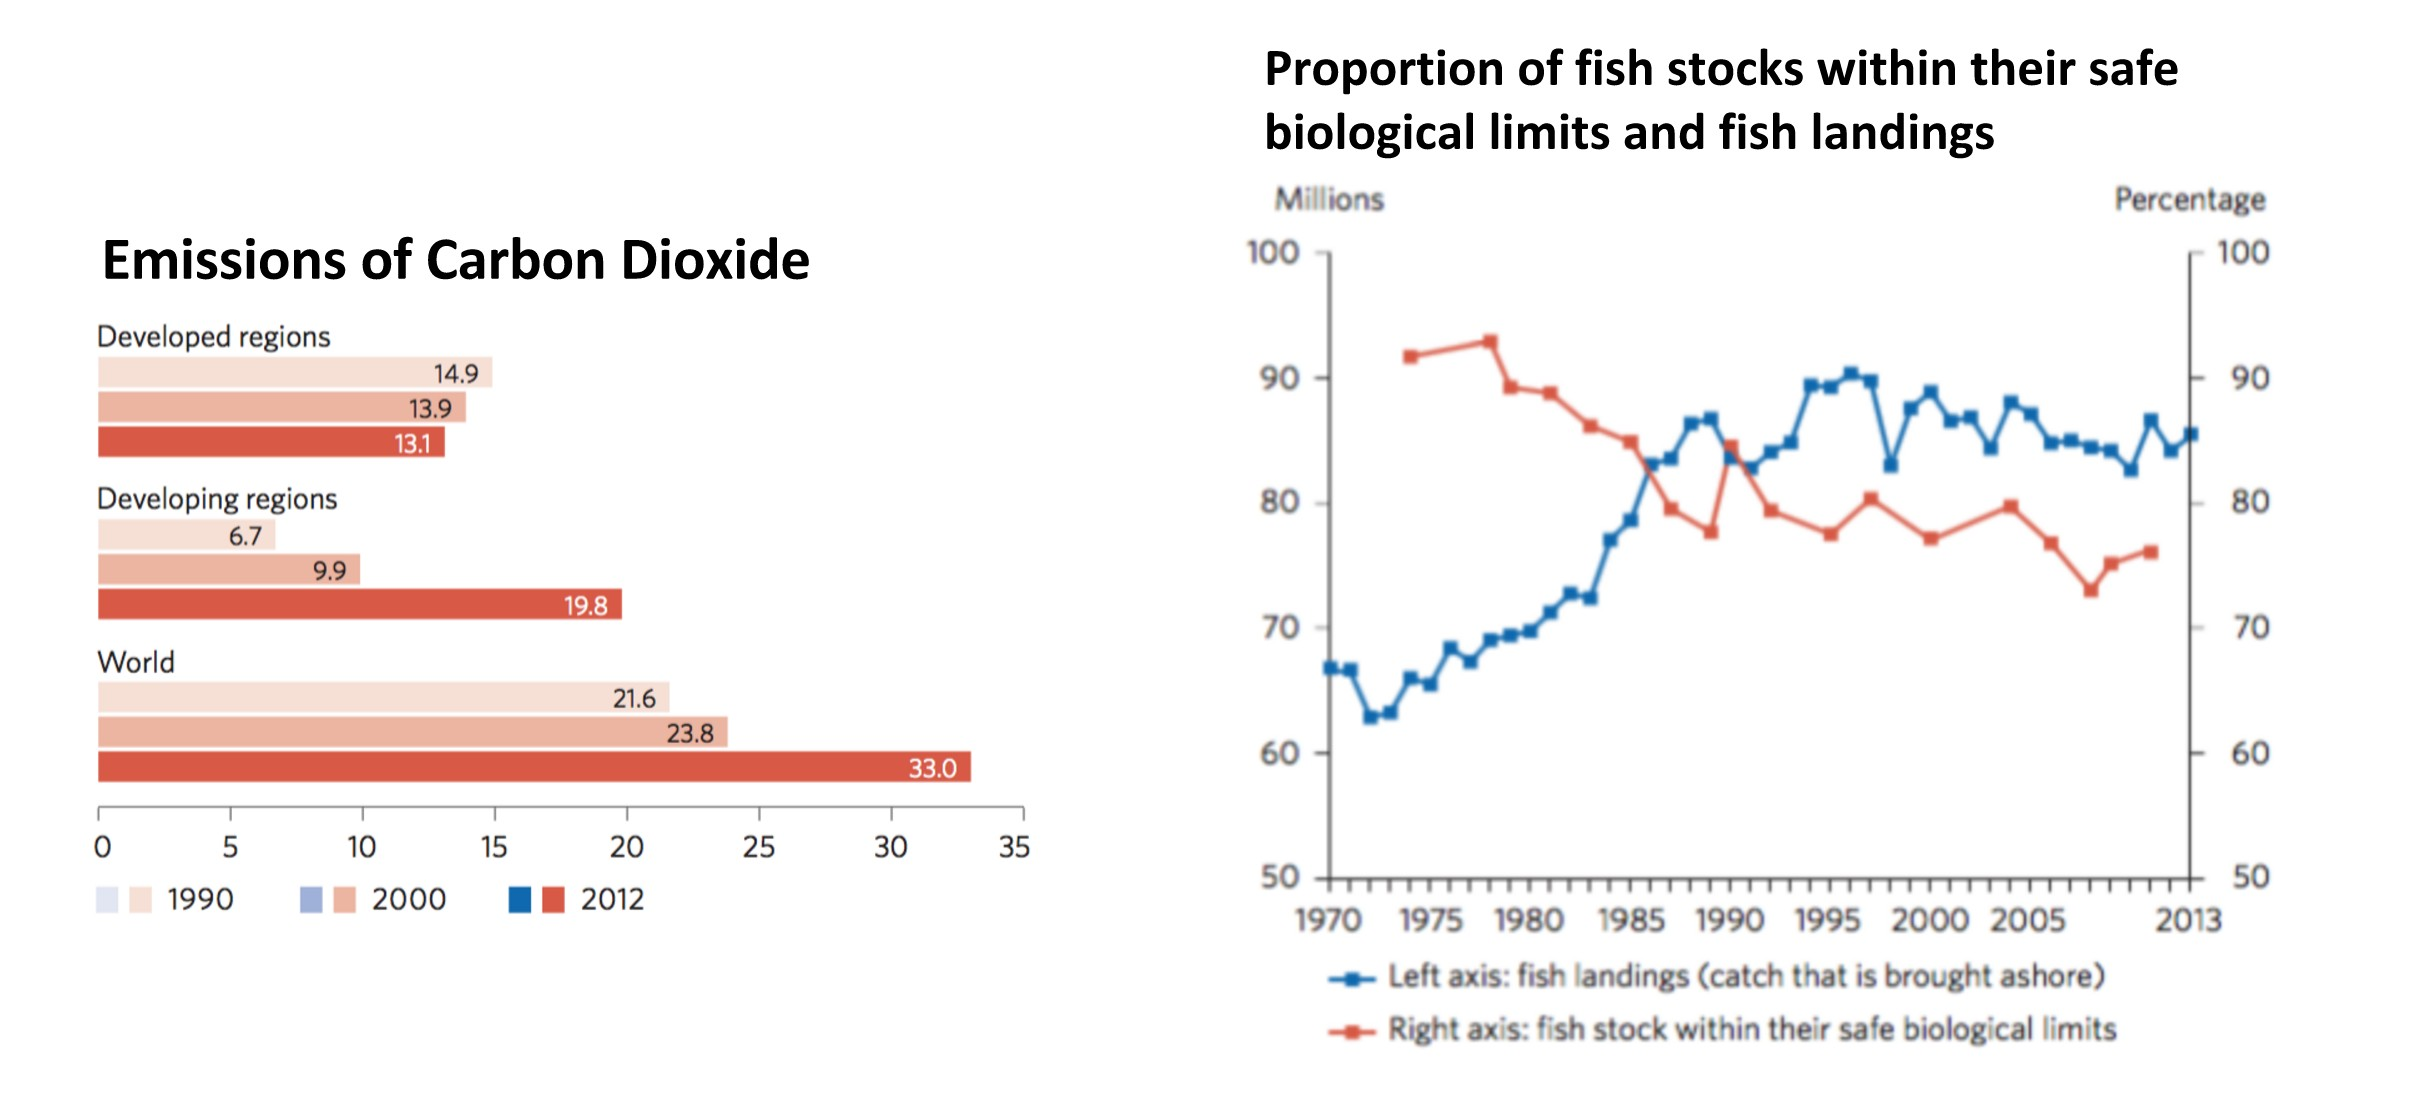 Emissions of Carbon Dioxide
Developed regions
14.9
13.9
13.1
Developing regions
6.7
9.9
19.8
World
21.6
23.8
33.0
0 5 10 15 20 25 30 35
1990 2000 2012
Proportion of fish stocks within their safe
biological limits and fish landings
Millions Percentage
100 100
90 90
80 80
70 70
60 60
50 50
1970 1975 1980 1985 1990 1995 2000 2005 2013
Left axis: fish landings (catch that is brought ashore)
Right axis: fish stock within their safe biological limits